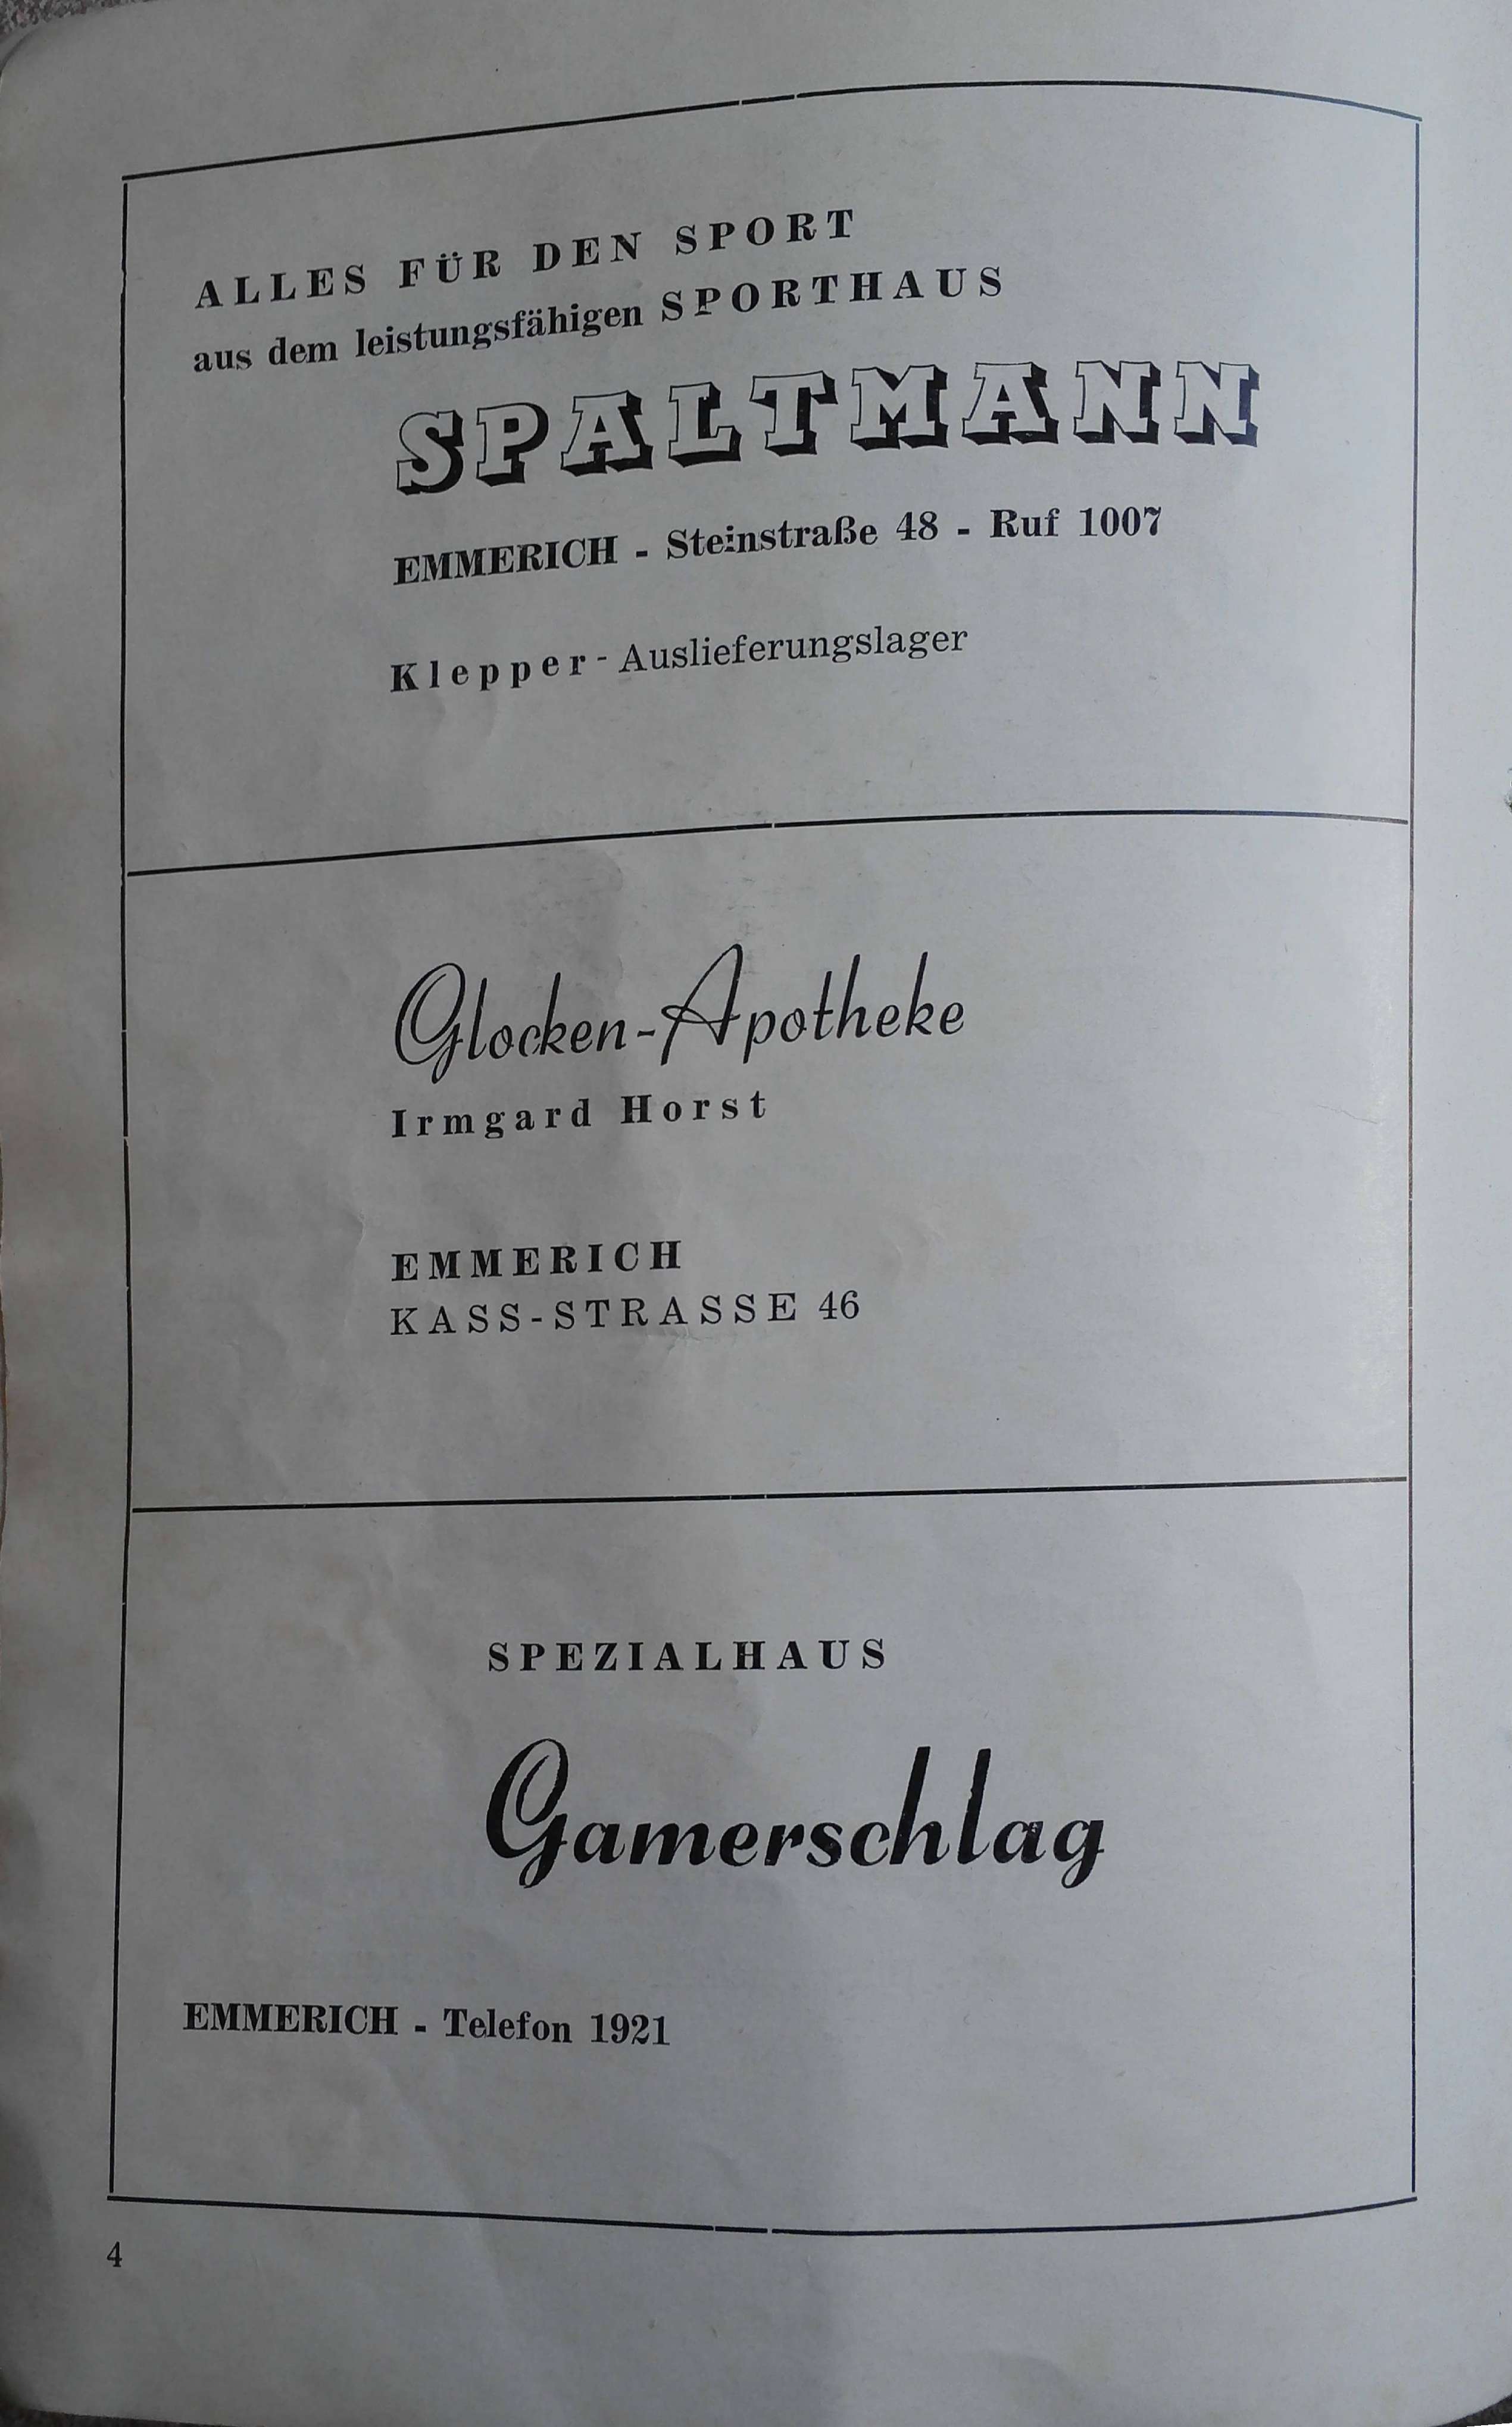 ALLES FÜR DEN SPORT
aus dem leistungsfähigen SPORTHAUS
SPALTMANN
EMMERICH - Steinstraße 48 - Ruf 1007
Klepper-Auslieferungslager
Glocken-Apotheke
Irmgard Horst
EMMERICH
KASS-STRASSE 46
SPEZIALHAUS
Gamerschlag
EMMERICH - Telefon 1921
4